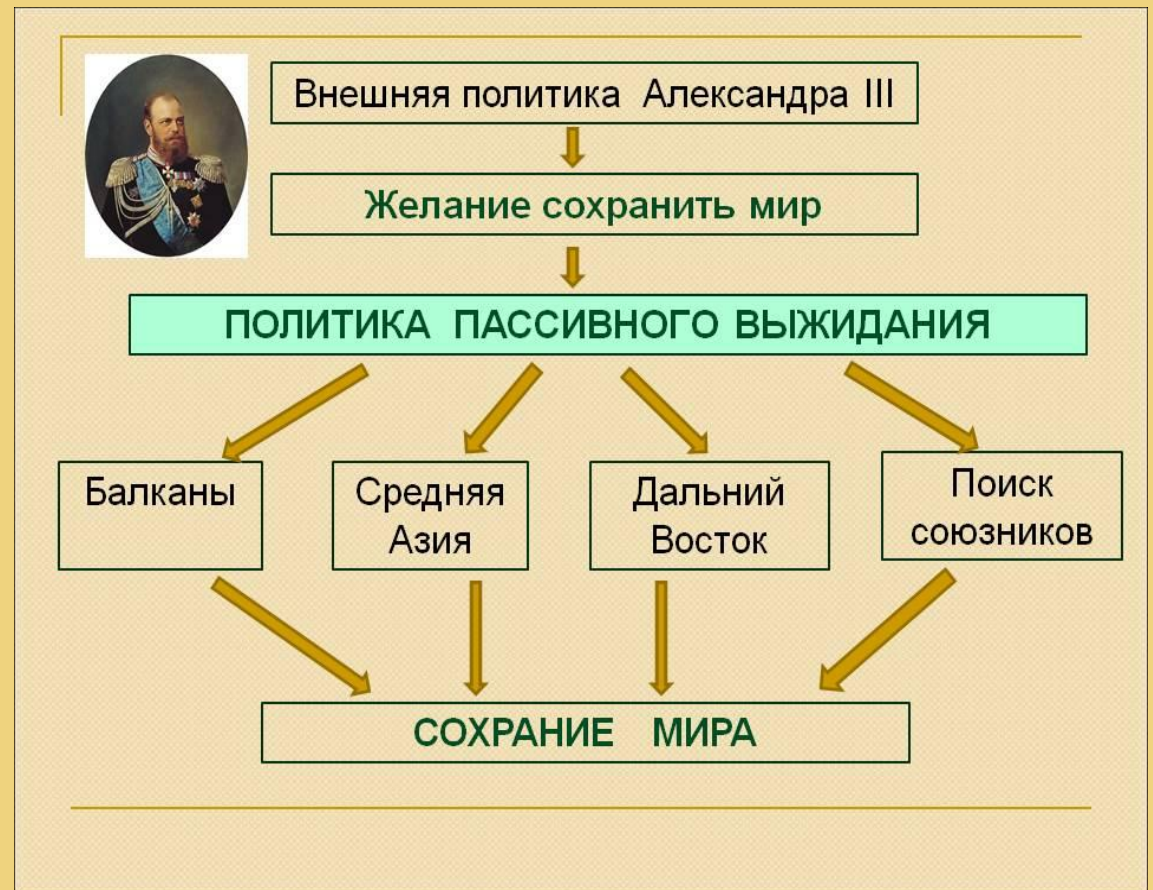 Внешняя политика Александра III
Желание сохранить мир
ПОЛИТИКА ПАССИВНОГО ВЫЖИДАНИЯ
Балканы
Средняя
Азия
Дальний
Восток
Поиск
союзников
СОХРАНИЕ МИРА